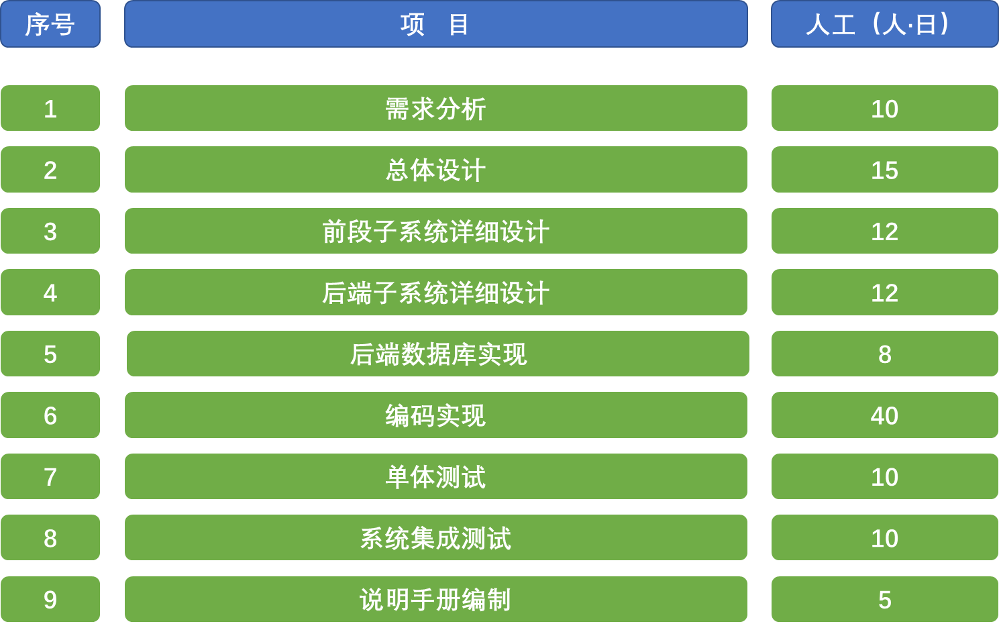 序号 项 目 人工（人·日）
1 需求分析 10
2 总体设计 15
3 前段子系统详细设计 12
4 后端子系统详细设计 12
5 后端数据库实现 8
6 编码实现 40
7 单体测试 10
8 系统集成测试 10
9 说明手册编制 5